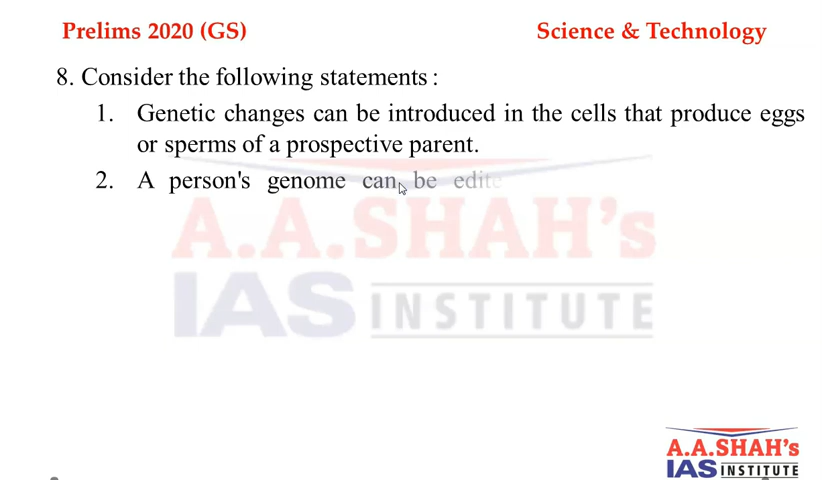 Prelims 2020 (GS) Science & Technology
8. Consider the following statements :
1. Genetic changes can be introduced in the cells that produce eggs
or sperms of a prospective parent.
2. A person's genome can be edite
A.A.SHAH's
IAS INSTITUTE
A.A.SHAH's
IAS INSTITUTE